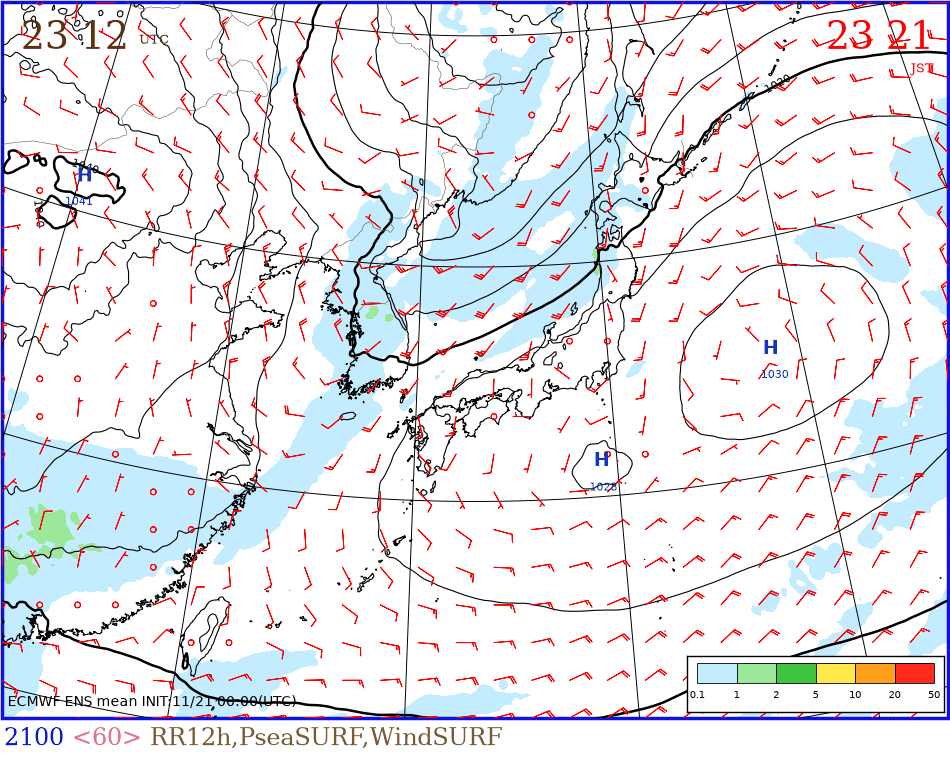 23 12 UTC
23 21
JST
1020
1040
H
1041
H
1030
H
1028
0.1 1 2 5 10 20 50
ECMWF ENS mean INIT:11/21 00:00(UTC)
2100 <60> RR12h,PseaSURF,WindSURF